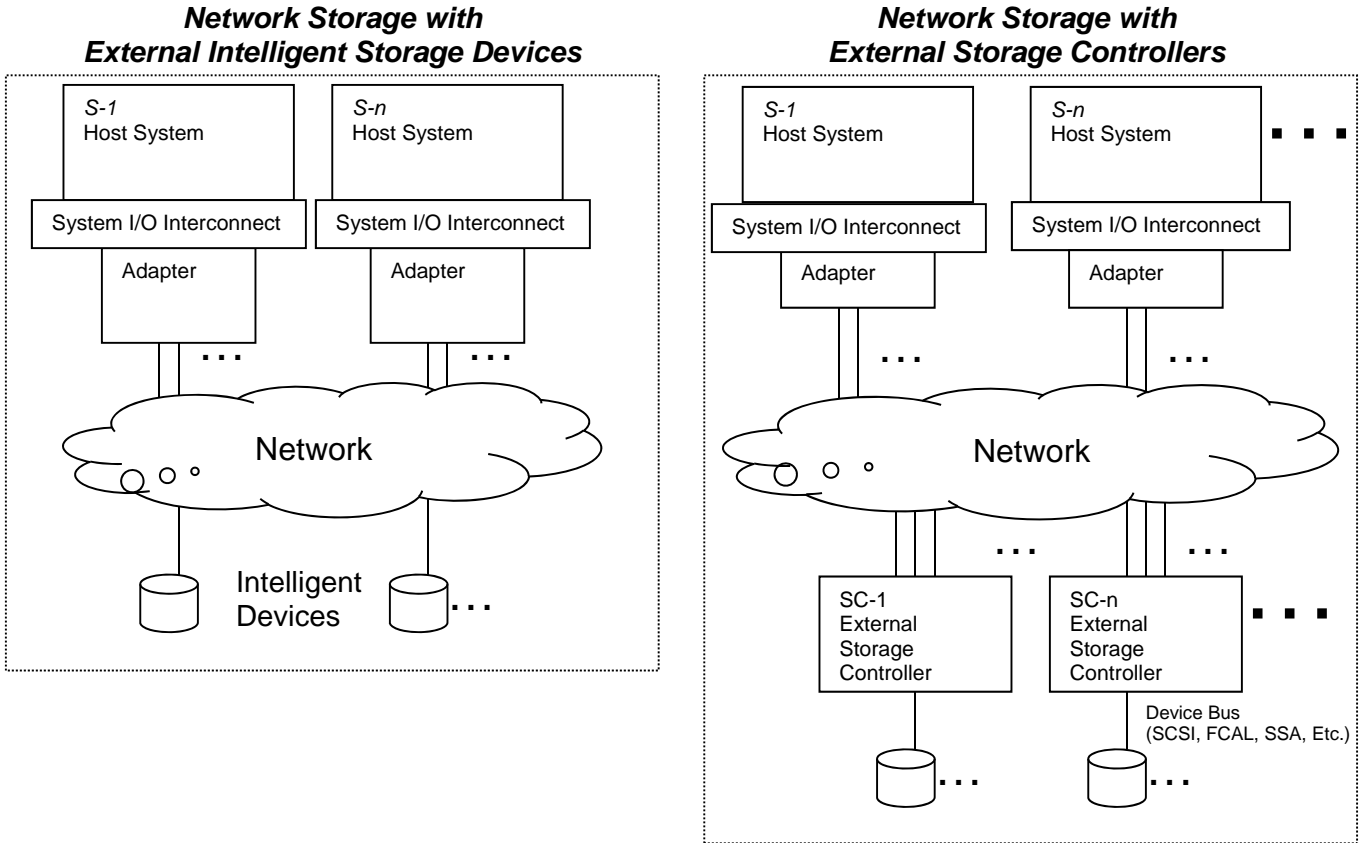 Network Storage with
External Intelligent Storage Devices
S-1
Host System
S-n
Host System
System I/O Interconnect
System I/O Interconnect
Adapter
Adapter
...
...
Network
Intelligent
Devices
...
Network Storage with
External Storage Controllers
S-1
Host System
S-n
Host System
...
System I/O Interconnect
System I/O Interconnect
Adapter
Adapter
...
...
Network
...
...
SC-1
External
Storage
Controller
SC-n
External
Storage
Controller
...
Device Bus
(SCSI, FCAL, SSA, Etc.)
...
...